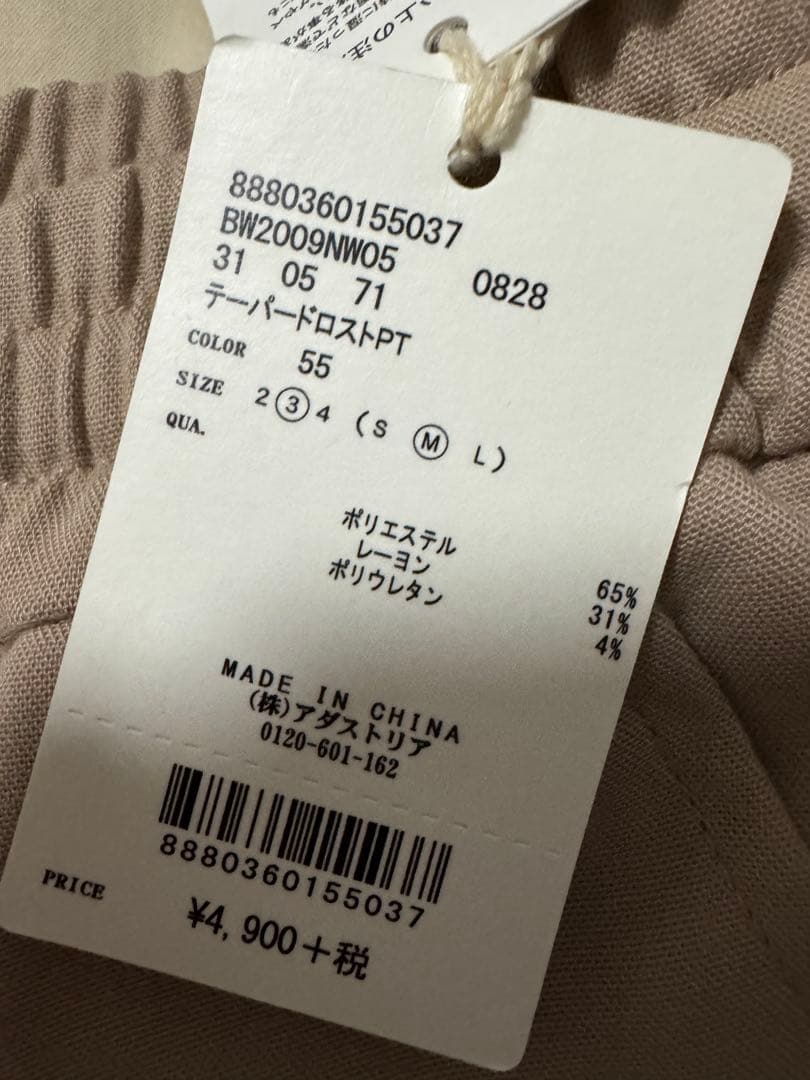 上の注
8880360155037
BW2009NW05
31 05 71 0828
テーパードロストPT
COLOR 55
SIZE 2 ③ 4 (S Ⓜ L)
QUA.
ポリエステル 65%
レーヨン 31%
ポリウレタン 4%
MADE IN CHINA
(株)アダストリア
0120-601-162
8880360155037
PRICE ¥4,900+税